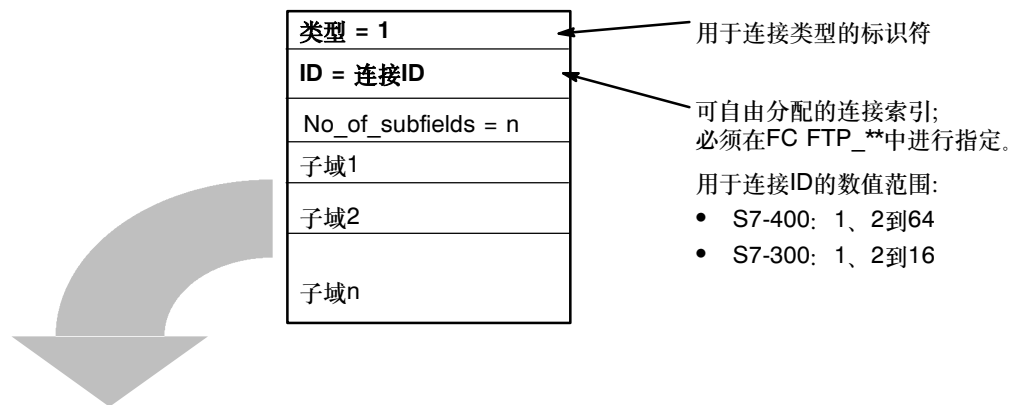 类型 = 1
用于连接类型的标识符
ID = 连接ID
可自由分配的连接索引;
必须在FC FTP_**中进行指定。
No_of_subfields = n
子域1
用于连接ID的数值范围:
子域2
• S7-400: 1、2到64
• S7-300: 1、2到16
子域n